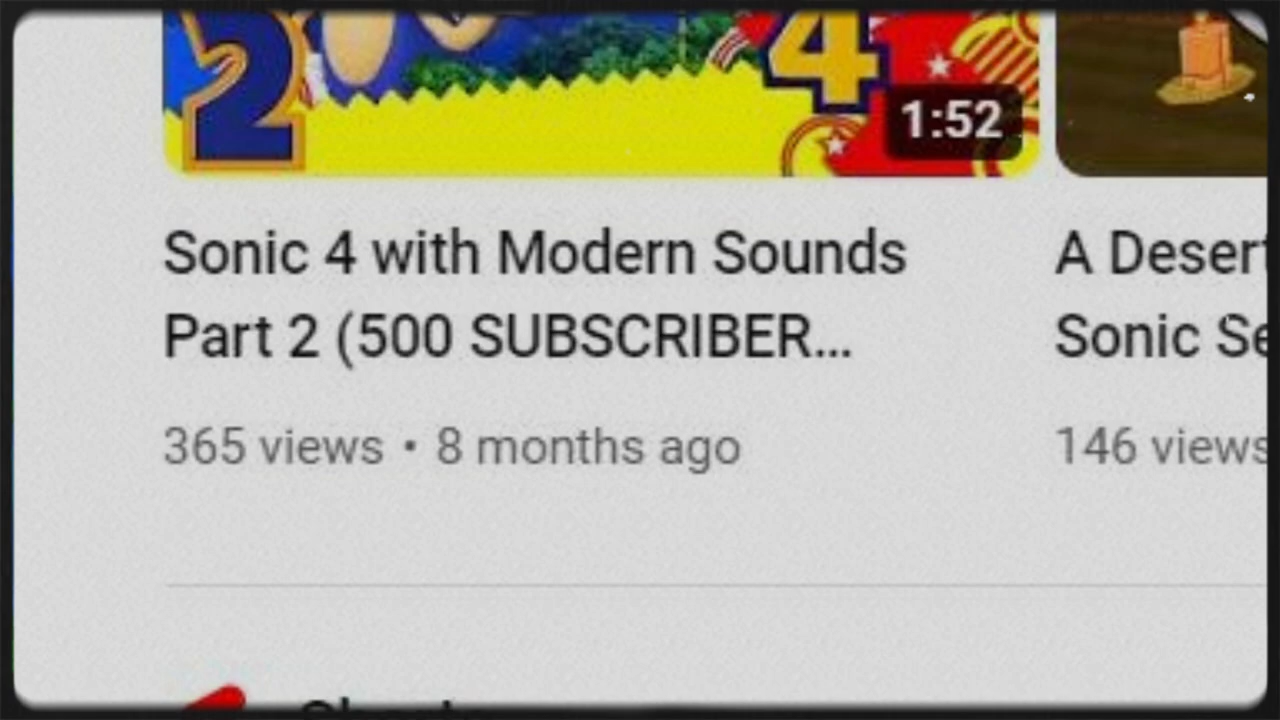 2
4
1:52
Sonic 4 with Modern Sounds
Part 2 (500 SUBSCRIBER...
365 views • 8 months ago
A Desert
Sonic Se
146 views